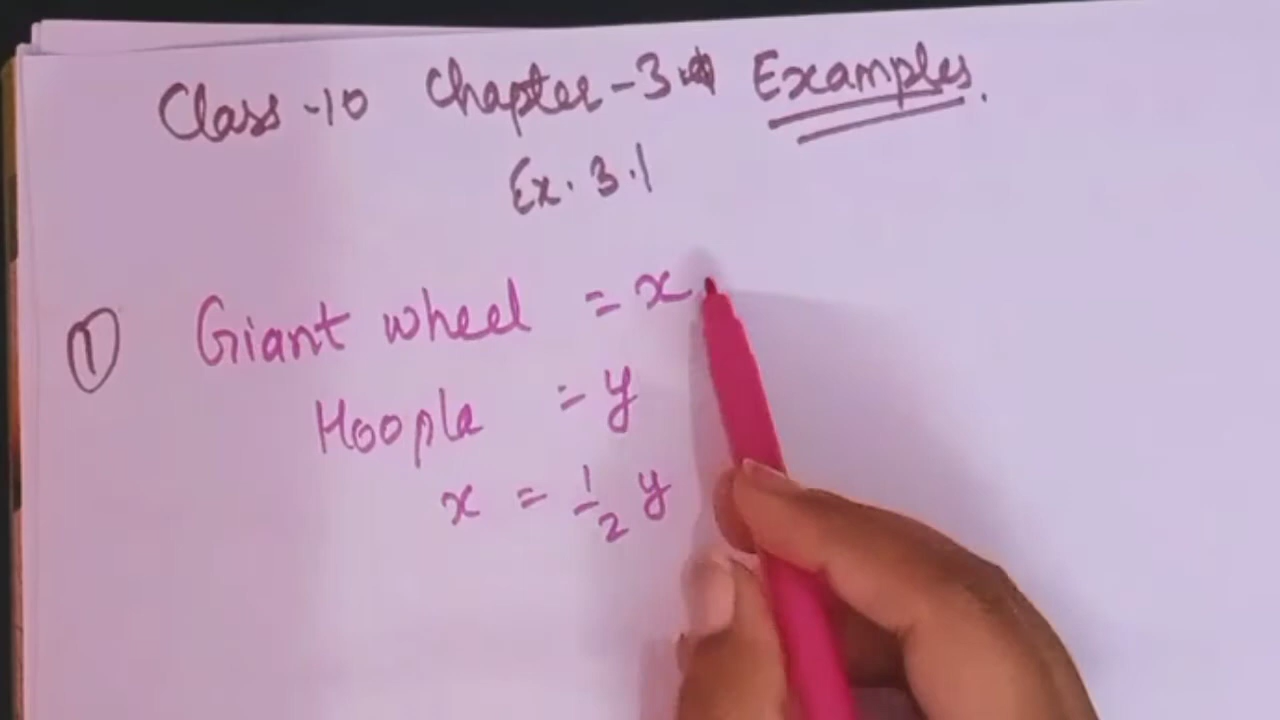 Class-10 Chapter-3 Examples.
Ex. 3.1
① Giant wheel = x
Hoopla = y
x = 1/2 y